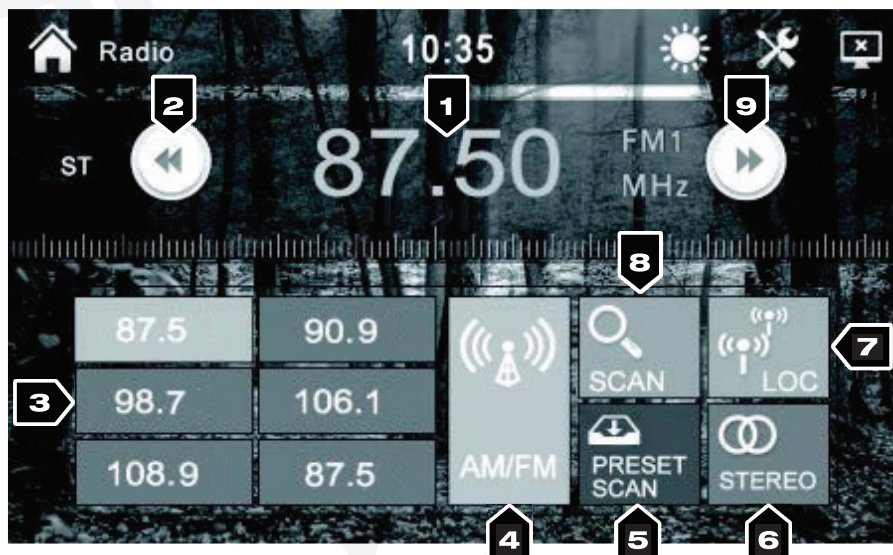 Radio 10:35
2 1 9
ST 87.50 FM1
MHz
8
87.5 90.9
98.7 106.1
108.9 87.5
3
AM/FM
SCAN
LOC
7
PRESET
SCAN
STEREO
4 5 6